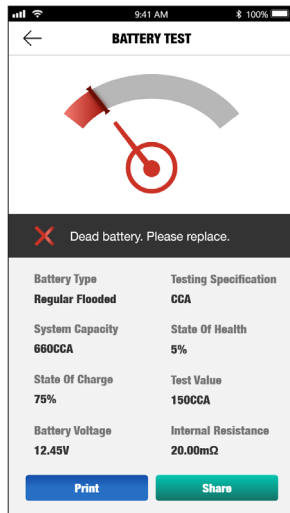 9:41 AM
100%
BATTERY TEST
Dead battery. Please replace.
Battery Type
Testing Specification
Regular Flooded
CCA
System Capacity
State Of Health
660CCA
5%
State Of Charge
Test Value
75%
150CCA
Battery Voltage
Internal Resistance
12.45V
20.00mΩ
Print
Share